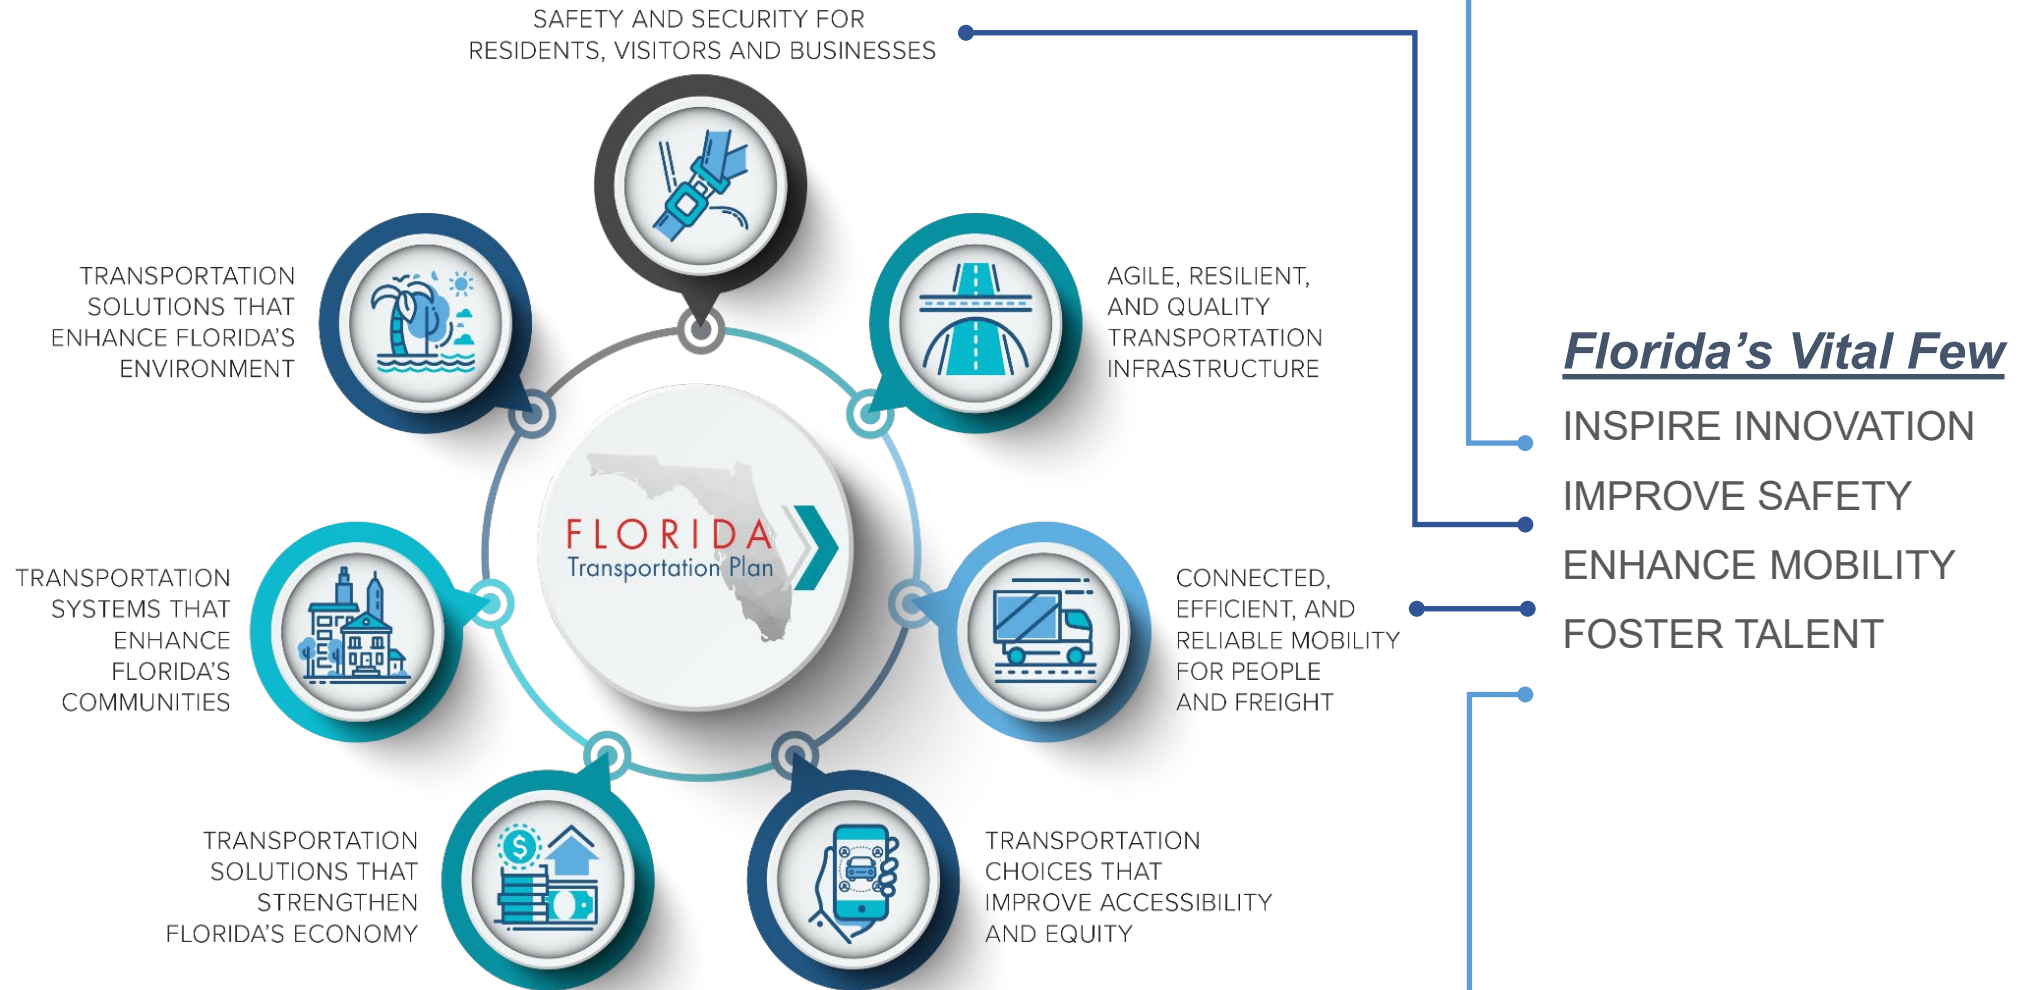 SAFETY AND SECURITY FOR
RESIDENTS, VISITORS AND BUSINESSES
TRANSPORTATION
SOLUTIONS THAT
ENHANCE FLORIDA'S
ENVIRONMENT
AGILE, RESILIENT,
AND QUALITY
TRANSPORTATION
INFRASTRUCTURE
FLORIDA
Transportation Plan
TRANSPORTATION
SYSTEMS THAT
ENHANCE
FLORIDA'S
COMMUNITIES
CONNECTED,
EFFICIENT, AND
RELIABLE MOBILITY
FOR PEOPLE
AND FREIGHT
TRANSPORTATION
SOLUTIONS THAT
STRENGTHEN
FLORIDA'S ECONOMY
$
TRANSPORTATION
CHOICES THAT
IMPROVE ACCESSIBILITY
AND EQUITY
Florida's Vital Few
INSPIRE INNOVATION
IMPROVE SAFETY
ENHANCE MOBILITY
FOSTER TALENT